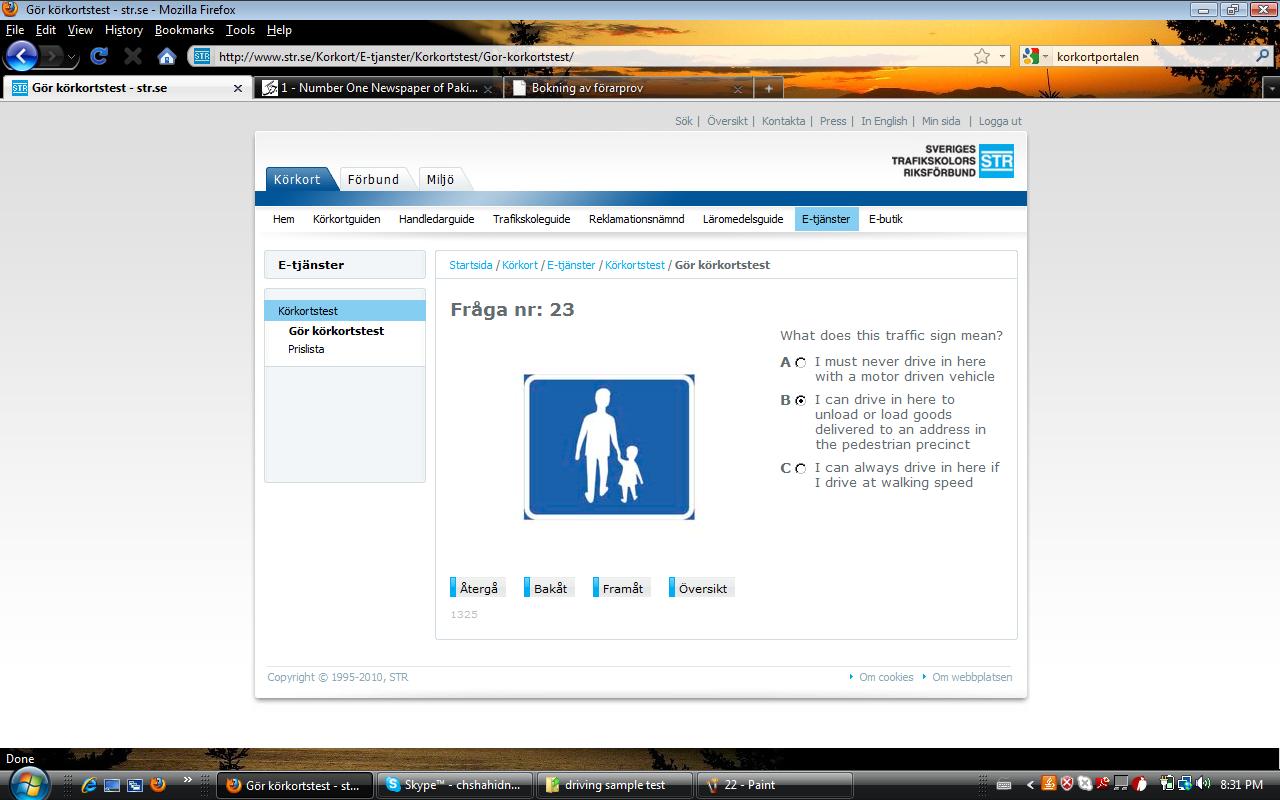 Gör körkortstest - str.se - Mozilla Firefox
File Edit View History Bookmarks Tools Help
STR http://www.str.se/Korkort/E-tjanster/Korkortstest/Gor-korkortstest/ korkortportalen
STR Gör körkortstest - str.se 1 - Number One Newspaper of Paki... Bokning av förarprov
Sök | Översikt | Kontakta | Press | In English | Min sida | Logga ut
SVERIGES
TRAFIKSKOLORS
RIKSFÖRBUND
STR
Körkort Förbund Miljö
Hem Körkortguiden Handledarguide Trafikskoleguide Reklamationsnämnd Läromedelsguide E-tjänster E-butik
E-tjänster
Startsida / Körkort / E-tjänster / Körkortstest / Gör körkortstest
Körkortstest
Gör körkortstest
Prislista
Fråga nr: 23
What does this traffic sign mean?
A I must never drive in here
with a motor driven vehicle
B I can drive in here to
unload or load goods
delivered to an address in
the pedestrian precinct
C I can always drive in here if
I drive at walking speed
Återgå Bakåt Framåt Översikt
1325
Copyright © 1995-2010, STR Om cookies Om webbplatsen
Done
Gör körkortstest - st... Skype™ - chshahidn... driving sample test 22 - Paint 8:31 PM